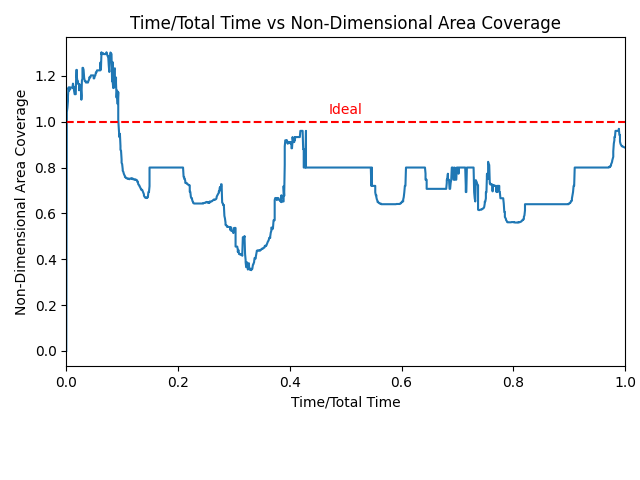 Time/Total Time vs Non-Dimensional Area Coverage
Non-Dimensional Area Coverage
1.2
1.0
0.8
0.6
0.4
0.2
0.0
Ideal
0.0 0.2 0.4 0.6 0.8 1.0
Time/Total Time